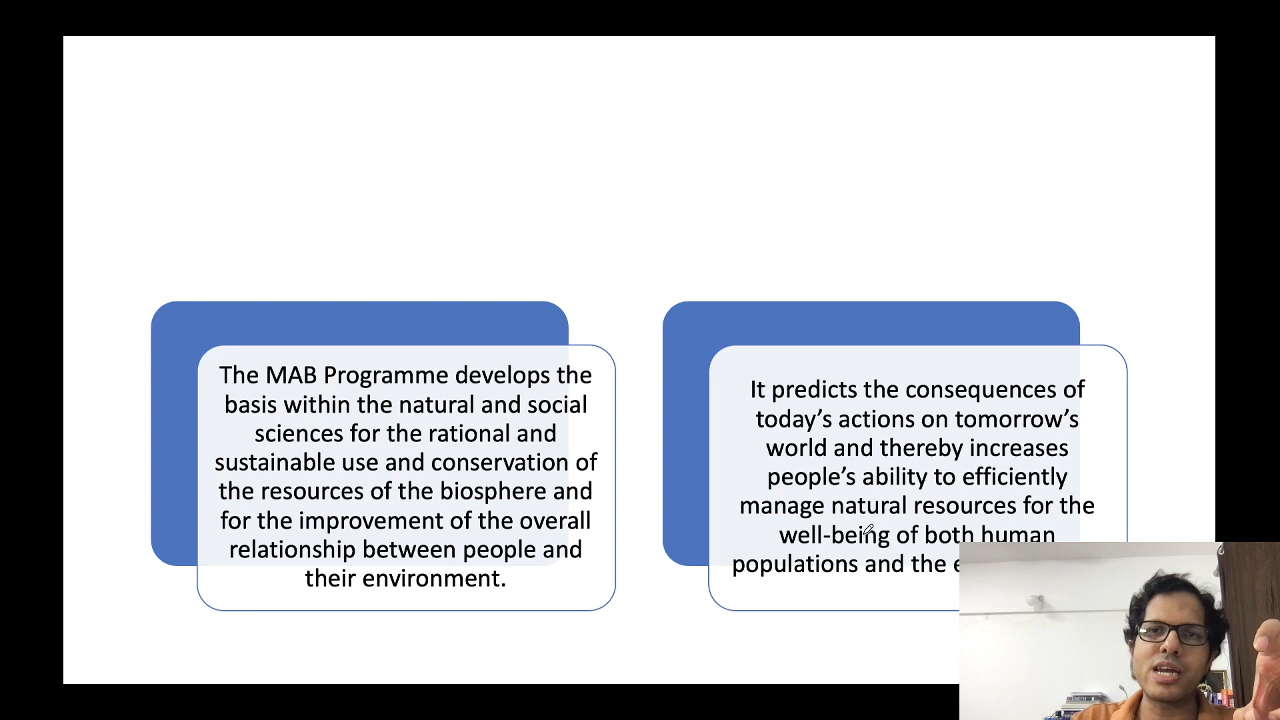 The MAB Programme develops the
basis within the natural and social
sciences for the rational and
sustainable use and conservation of
the resources of the biosphere and
for the improvement of the overall
relationship between people and
their environment.
It predicts the consequences of
today’s actions on tomorrow’s
world and thereby increases
people’s ability to efficiently
manage natural resources for the
well-being of both human
populations and the